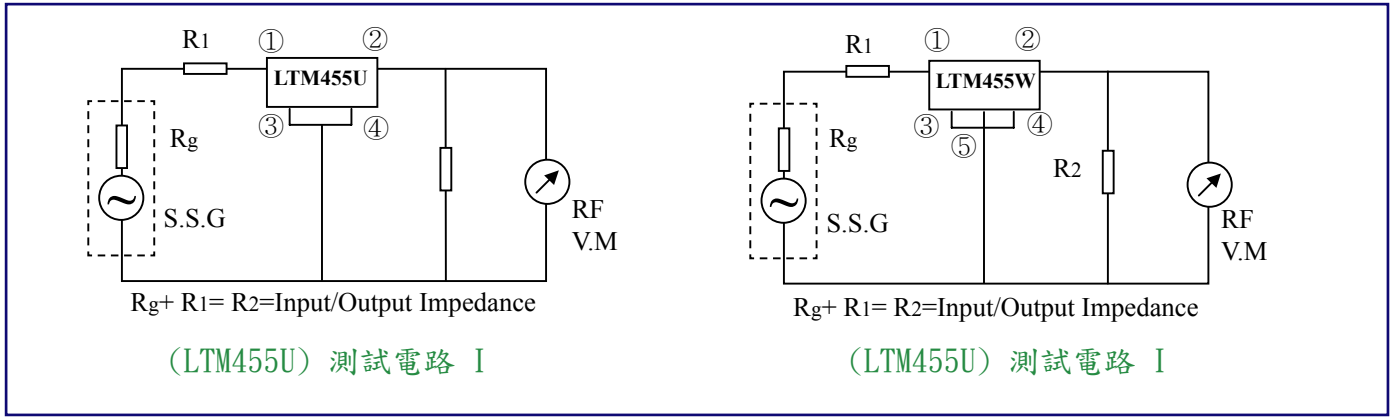 R1
①
②
LTM455U
③
④
Rg
S.S.G
RF
V.M
Rg+ R1= R2=Input/Output Impedance
(LTM455U) 測試電路 I
R1
①
②
LTM455W
③
④
⑤
Rg
R2
S.S.G
RF
V.M
Rg+ R1= R2=Input/Output Impedance
(LTM455U) 測試電路 I